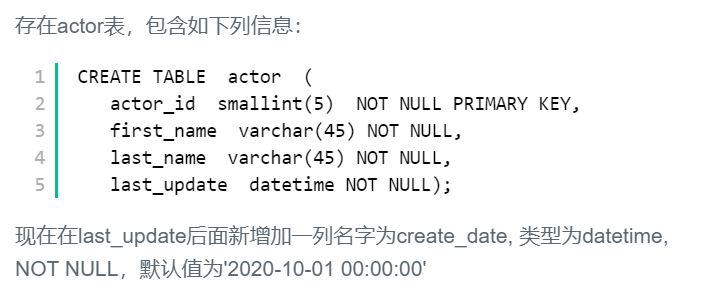 存在actor表，包含如下列信息：
1 CREATE TABLE actor (
2 actor_id smallint(5) NOT NULL PRIMARY KEY,
3 first_name varchar(45) NOT NULL,
4 last_name varchar(45) NOT NULL,
5 last_update datetime NOT NULL);
现在在last_update后面新增加一列名字为create_date, 类型为datetime,
NOT NULL，默认值为'2020-10-01 00:00:00'